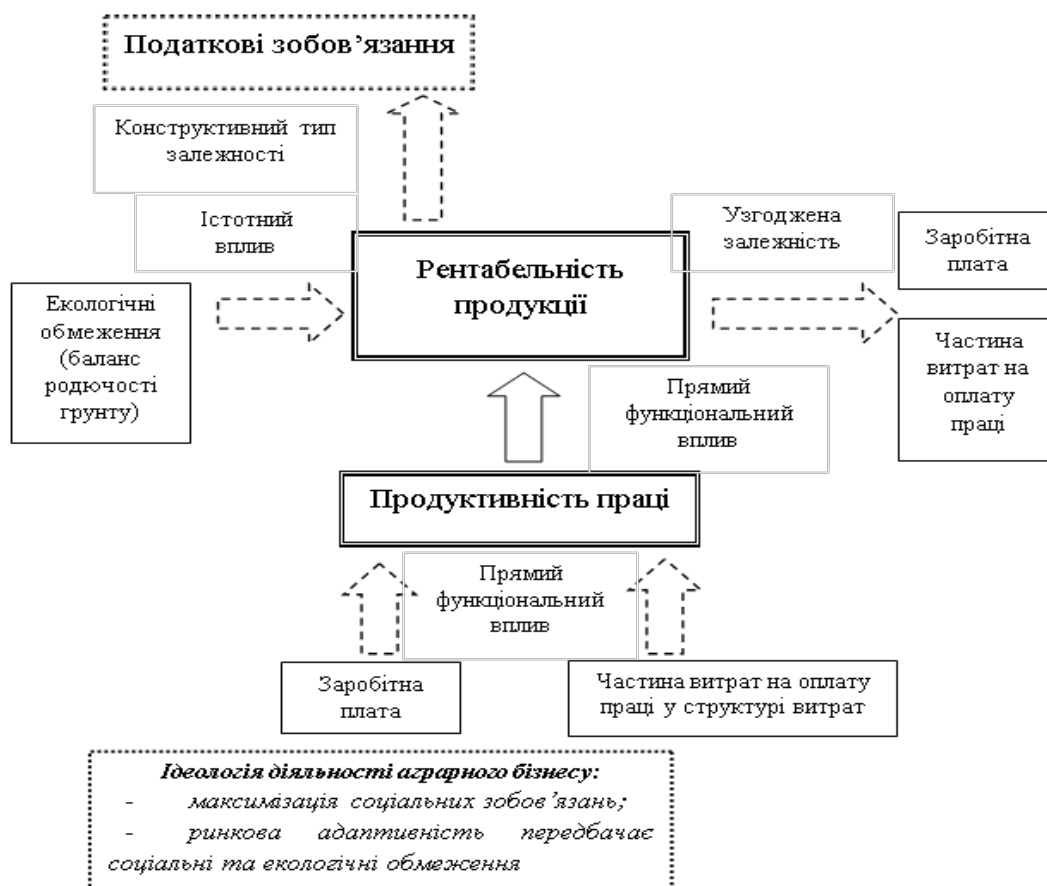 Податкові зобов’язання
Конструктивний тип
залежності
Істотний
вплив
Узгоджена
залежність
Заробітна
плата
Рентабельність
продукції
Екологічні
обмеження
(баланс
родючості
грунту)
Частина
витрат на
оплату
праці
Прямий
функціональний
вплив
Продуктивність праці
Прямий
функціональний
вплив
Заробітна
плата
Частина витрат на оплату
праці у структурі витрат
Ідеологія діяльності аграрного бізнесу:
- максимізація соціальних зобов’язань;
- ринкова адаптивність передбачає
соціальні та екологічні обмеження